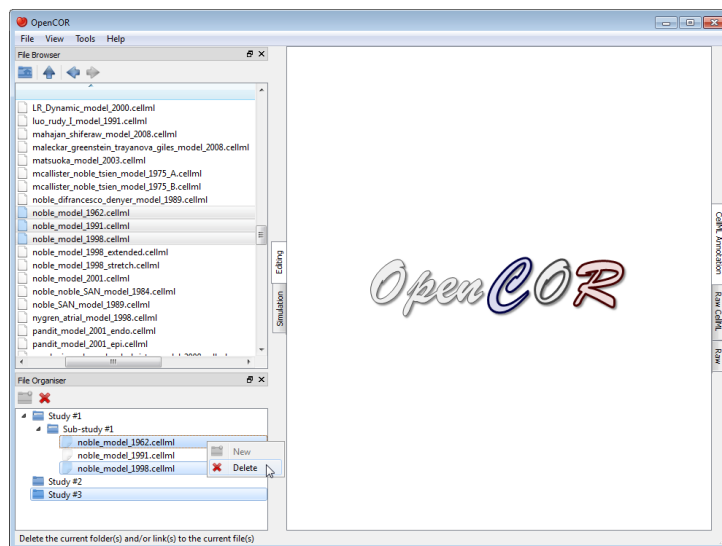 OpenCOR
File View Tools Help
File Browser
LR_Dynamic_model_2000.cellml
luo_rudy_I_model_1991.cellml
mahajan_shiferaw_model_2008.cellml
maleckar_greenstein_trayanova_giles_model_2008.cellml
matsuoka_model_2003.cellml
mcallister_noble_tsien_model_1975_A.cellml
mcallister_noble_tsien_model_1975_B.cellml
noble_difrancesco_denyer_model_1989.cellml
noble_model_1962.cellml
noble_model_1991.cellml
noble_model_1998.cellml
noble_model_1998_extended.cellml
noble_model_1998_stretch.cellml
noble_model_2001.cellml
noble_noble_SAN_model_1984.cellml
noble_SAN_model_1989.cellml
nygren_atrial_model_1998.cellml
pandit_model_2001_endo.cellml
pandit_model_2001_epi.cellml
Editing
Simulation
OpenCOR
CellML Annotation
Raw CellML
Raw
File Organiser
Study #1
Sub-study #1
noble_model_1962.cellml
noble_model_1991.cellml
noble_model_1998.cellml
Study #2
Study #3
New
Delete
Delete the current folder(s) and/or link(s) to the current file(s)